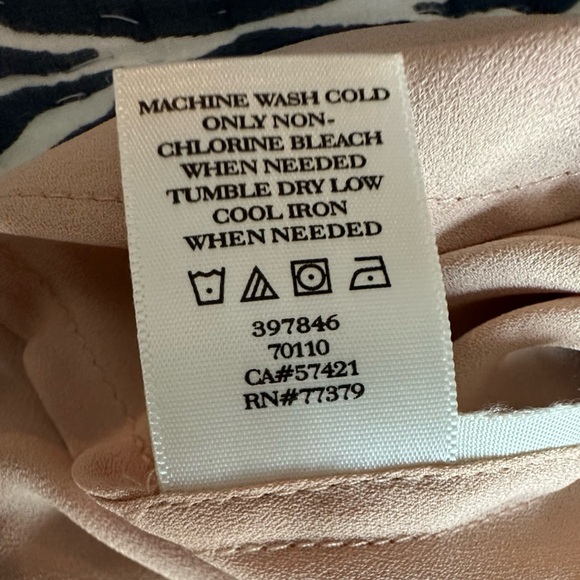 MACHINE WASH COLD
ONLY NON-
CHLORINE BLEACH
WHEN NEEDED
TUMBLE DRY LOW
COOL IRON
WHEN NEEDED
397846
70110
CA#57421
RN#77379